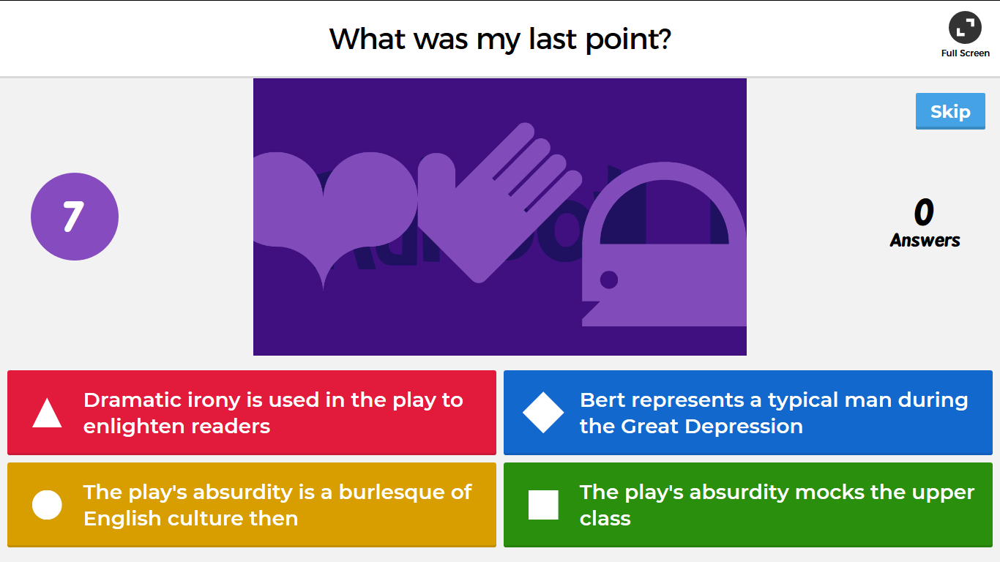 What was my last point?
Full Screen
Skip
7
0
Answers
Dramatic irony is used in the play to
enlighten readers
Bert represents a typical man during
the Great Depression
The play's absurdity is a burlesque of
English culture then
The play's absurdity mocks the upper
class